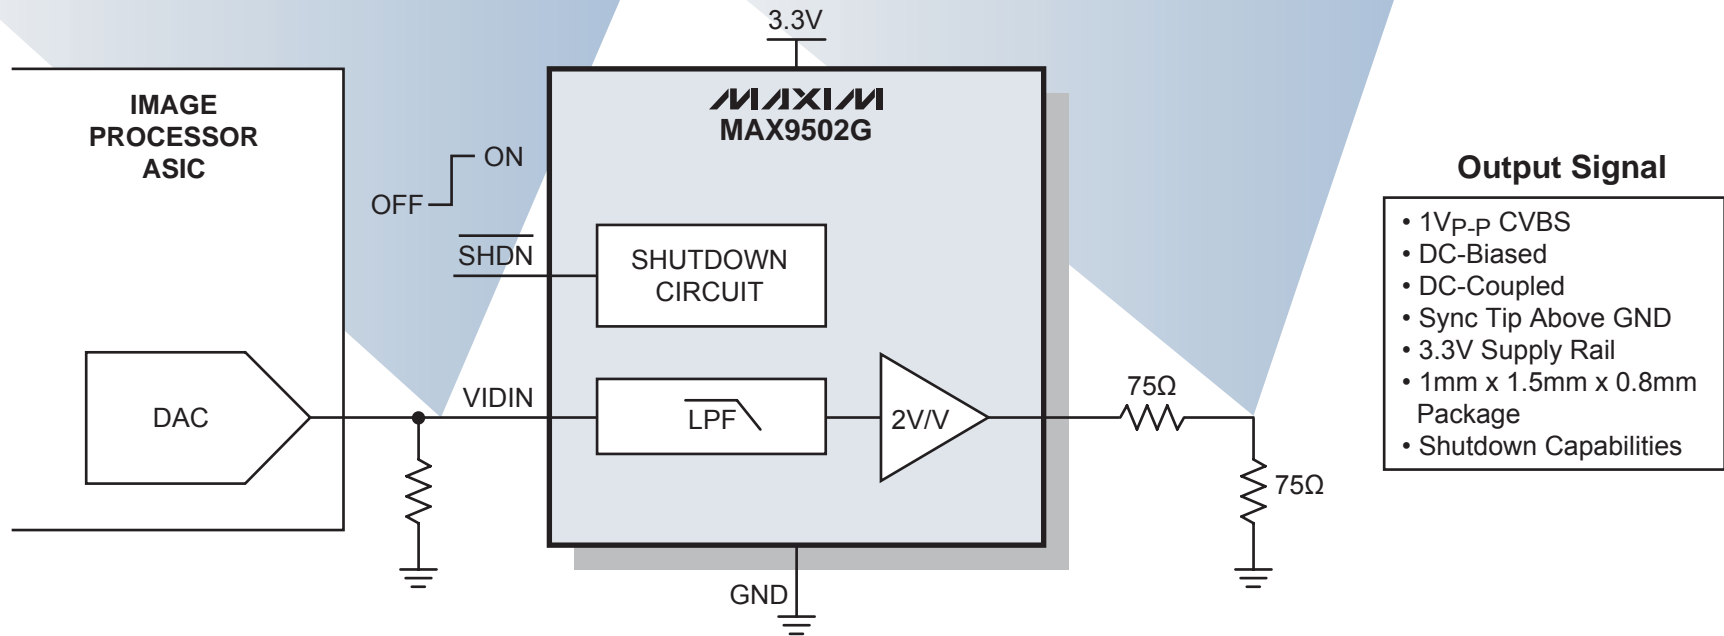 3.3V
IMAGE
PROCESSOR
ASIC
MAXIM
MAX9502G
ON
OFF
SHDN
SHUTDOWN
CIRCUIT
DAC
VIDIN
LPF
2V/V
75Ω
75Ω
GND
Output Signal
• 1VP-P CVBS
• DC-Biased
• DC-Coupled
• Sync Tip Above GND
• 3.3V Supply Rail
• 1mm x 1.5mm x 0.8mm
Package
• Shutdown Capabilities